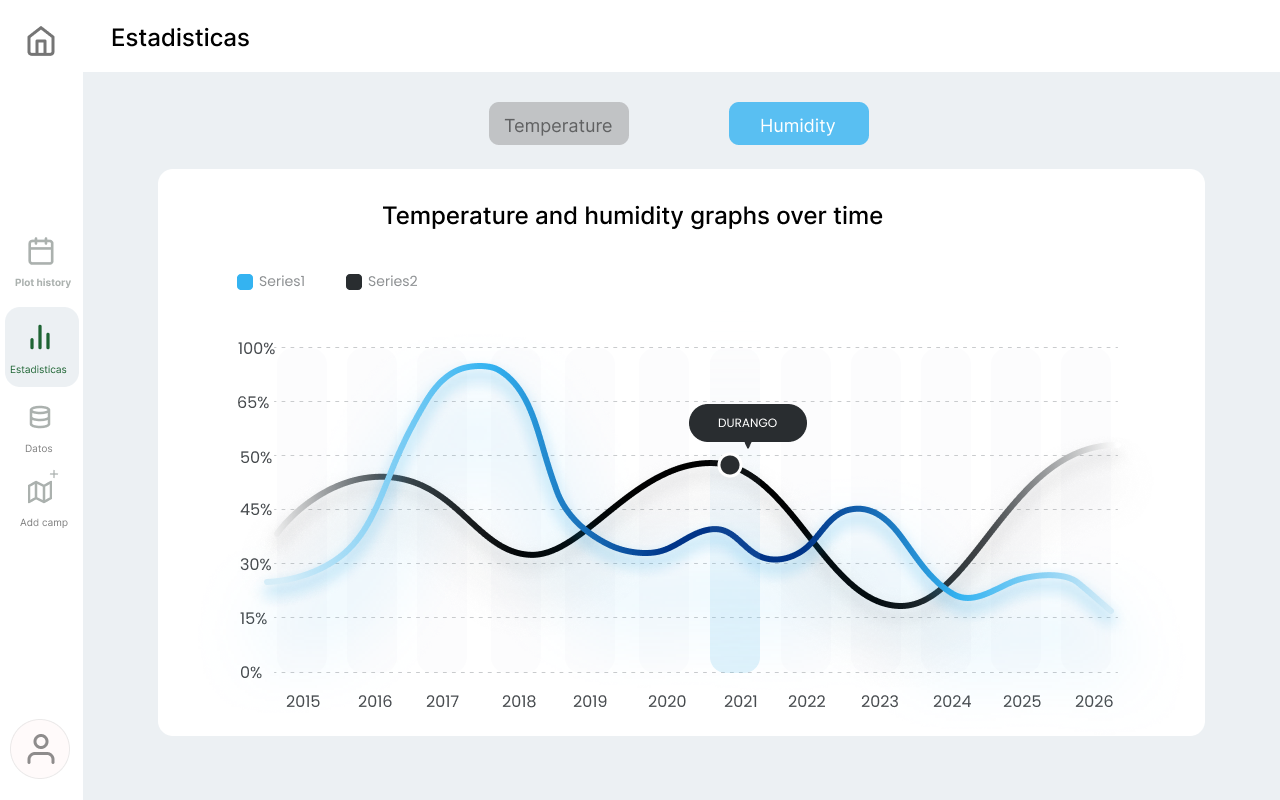 Estadisticas
Temperature
Humidity
Plot history
Estadisticas
Datos
Add camp
Temperature and humidity graphs over time
Series1
Series2
100%
65%
50%
45%
30%
15%
0%
DURANGO
2015 2016 2017 2018 2019 2020 2021 2022 2023 2024 2025 2026